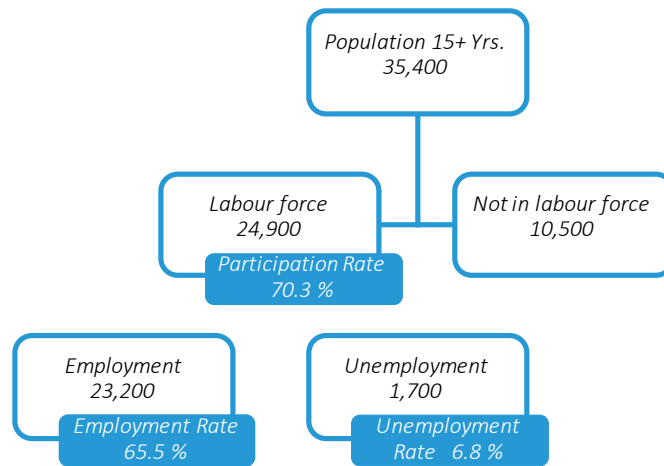 Population 15+ Yrs.
35,400
Labour force
24,900
Participation Rate
70.3 %
Not in labour force
10,500
Employment
23,200
Employment Rate
65.5 %
Unemployment
1,700
Unemployment
Rate 6.8 %